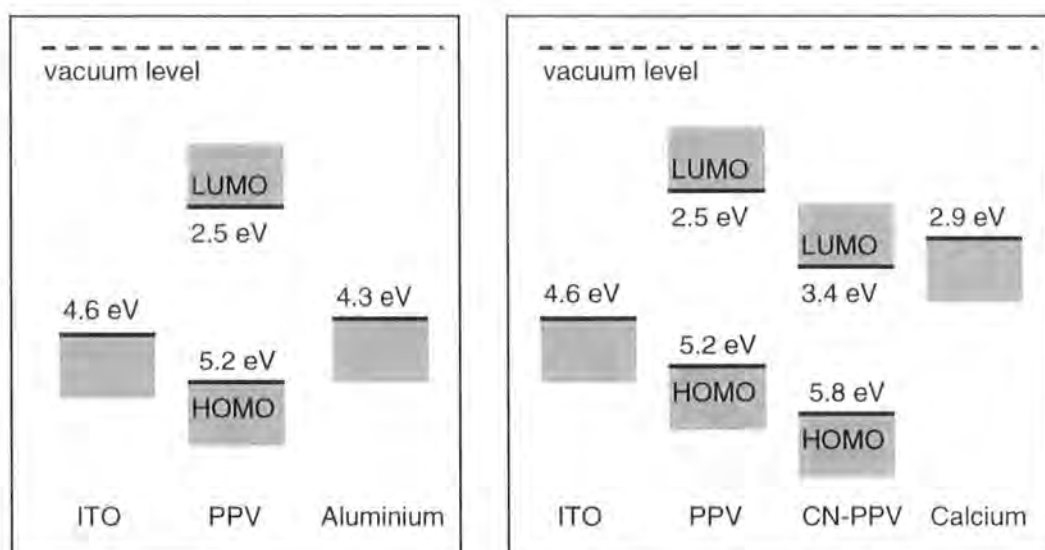 vacuum level
LUMO
2.5 eV
4.6 eV
4.3 eV
5.2 eV
HOMO
ITO PPV Aluminium
vacuum level
LUMO
2.5 eV
LUMO
2.9 eV
3.4 eV
4.6 eV
5.2 eV
HOMO
5.8 eV
HOMO
ITO PPV CN-PPV Calcium